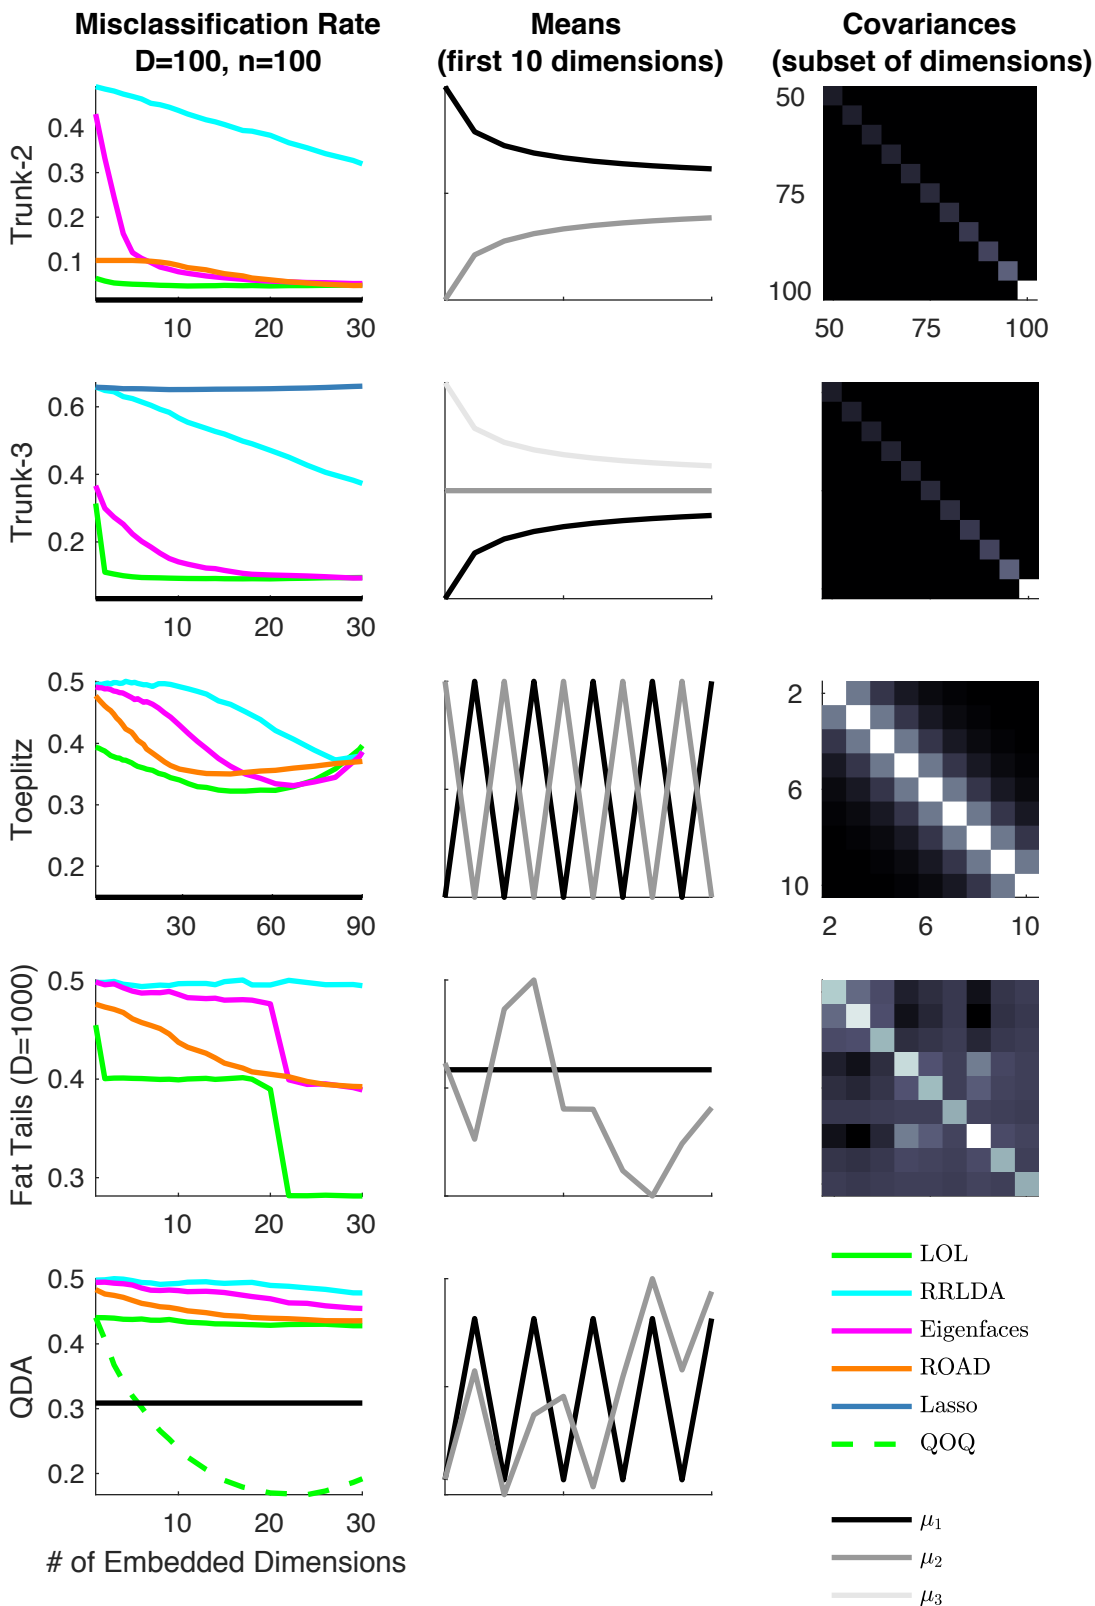 Misclassification Rate
D=100, n=100
Means
(first 10 dimensions)
Covariances
(subset of dimensions)
Trunk-2
0.4
0.3
0.2
0.1
10 20 30
50
75
100
50 75 100
Trunk-3
0.6
0.4
0.2
10 20 30
Toeplitz
0.5
0.4
0.3
0.2
30 60 90
2
6
10
2 6 10
Fat Tails (D=1000)
0.5
0.4
0.3
10 20 30
QDA
0.5
0.4
0.3
0.2
10 20 30
# of Embedded Dimensions
LOL
RRLDA
Eigenfaces
ROAD
Lasso
QOQ
μ₁
μ₂
μ₃